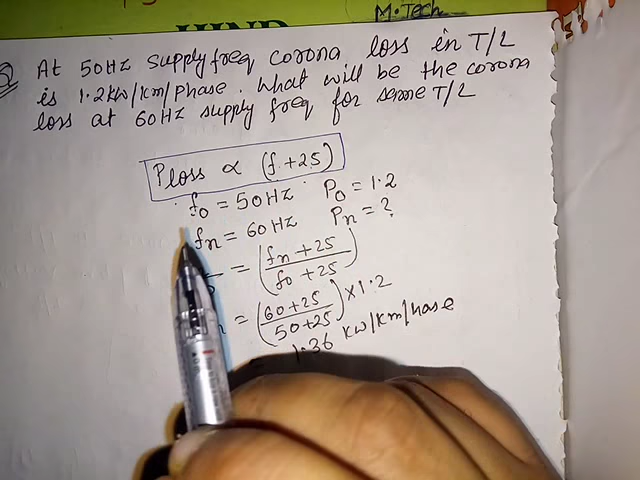 HIND
M.Tech
Q At 50Hz supply freq corona loss in T/L
is 1.2kw/km/phase. What will be the corona
loss at 60Hz supply freq for same T/L
Ploss ∝ (f+25)
f0 = 50Hz P0 = 1.2
fn = 60Hz Pn = ?
= (fn+25 / f0+25)
= (60+25 / 50+25) × 1.2
1.36 kw/km/phase